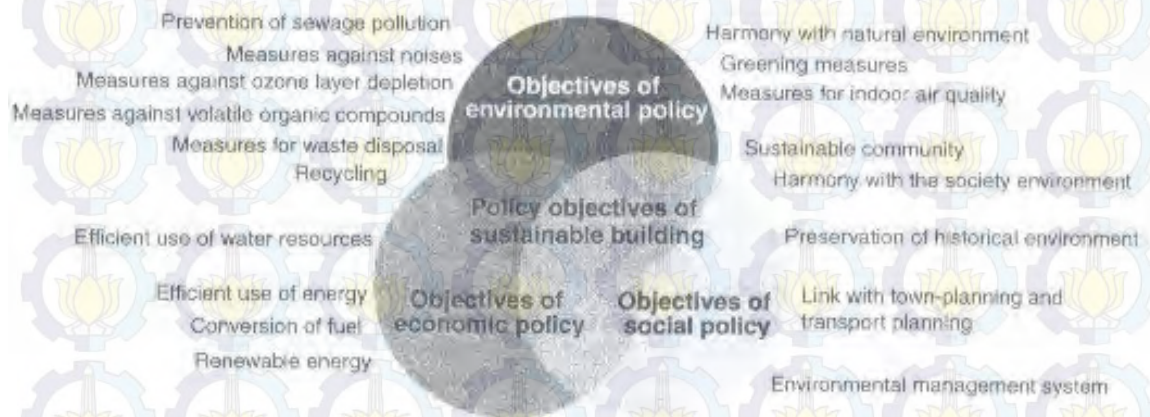 Prevention of sewage pollution
Measures against noises
Measures against ozone layer depletion
Measures against volatile organic compounds
Measures for waste disposal
Recycling
Efficient use of water resources
Efficient use of energy
Conversion of fuel
Renewable energy
Objectives of
environmental policy
Policy objectives of
sustainable building
Objectives of
economic policy
Objectives of
social policy
Harmony with natural environment
Greening measures
Measures for indoor air quality
Sustainable community
Harmony with the society environment
Preservation of historical environment
Link with town-planning and
transport planning
Environmental management system